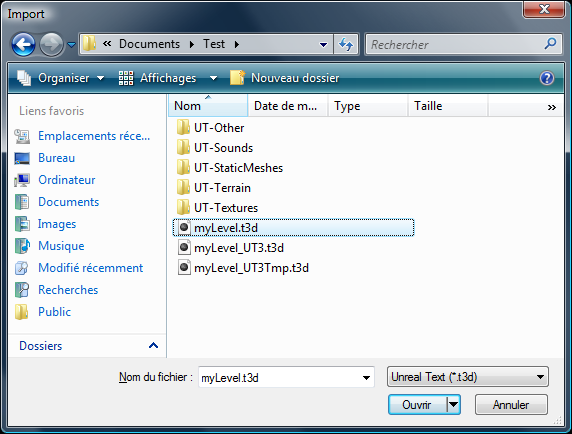 Import
« Documents ▸ Test ▸ Rechercher
Organiser Affichages Nouveau dossier
Liens favoris
Emplacements réce...
Bureau
Ordinateur
Documents
Images
Musique
Modifié récemment
Recherches
Public
Dossiers
Nom Date de m... Type Taille »
UT-Other
UT-Sounds
UT-StaticMeshes
UT-Terrain
UT-Textures
myLevel.t3d
myLevel_UT3.t3d
myLevel_UT3Tmp.t3d
Nom du fichier : myLevel.t3d Unreal Text (*.t3d)
Ouvrir Annuler